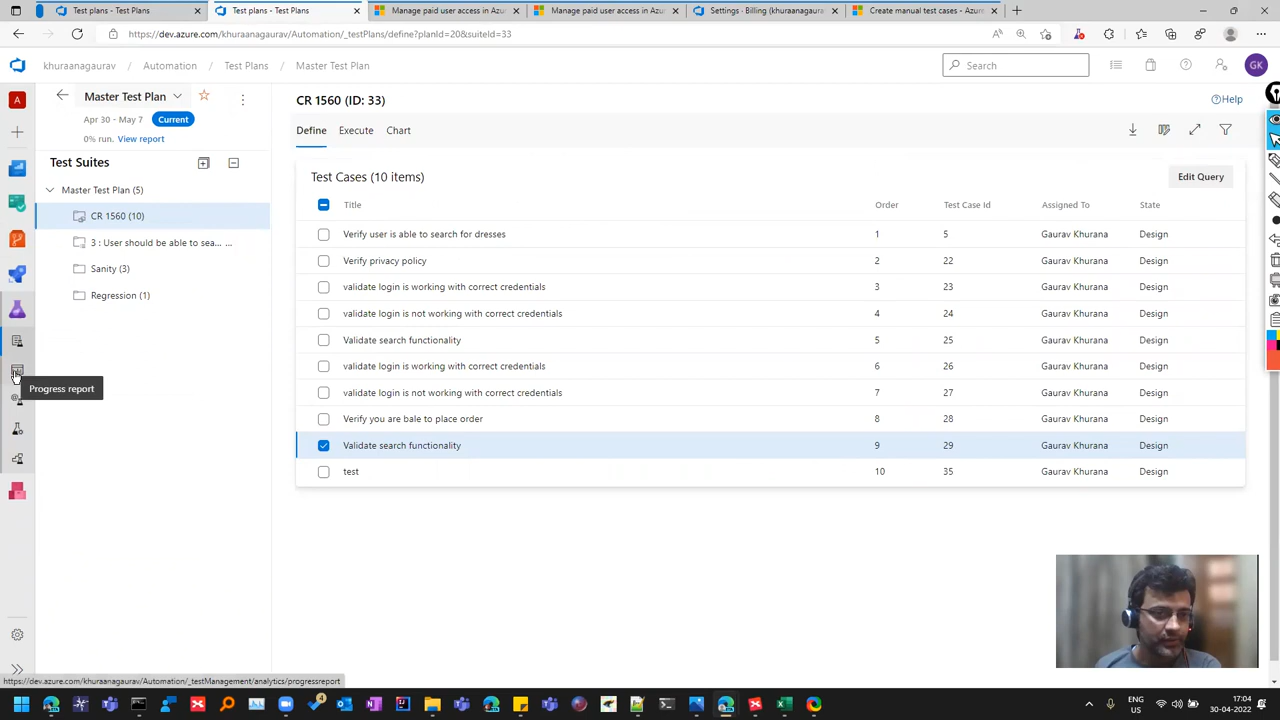 Test plans - Test Plans
Test plans - Test Plans
Manage paid user access in Azu
Manage paid user access in Azu
Settings · Billing (khuraanagaurav
Create manual test cases - Azure
https://dev.azure.com/khuraanagaurav/Automation/_testPlans/define?planId=20&suiteId=33
khuraanagaurav / Automation / Test Plans / Master Test Plan
Search
GK
A
Master Test Plan
Apr 30 - May 7 Current
0% run. View report
Test Suites
Master Test Plan (5)
CR 1560 (10)
3 : User should be able to sea... ...
Sanity (3)
Regression (1)
Progress report
CR 1560 (ID: 33)
Help
Define Execute Chart
Test Cases (10 items)
Edit Query
Title Order Test Case Id Assigned To State
Verify user is able to search for dresses 1 5 Gaurav Khurana Design
Verify privacy policy 2 22 Gaurav Khurana Design
validate login is working with correct credentials 3 23 Gaurav Khurana Design
validate login is not working with correct credentials 4 24 Gaurav Khurana Design
Validate search functionality 5 25 Gaurav Khurana Design
validate login is working with correct credentials 6 26 Gaurav Khurana Design
validate login is not working with correct credentials 7 27 Gaurav Khurana Design
Verify you are bale to place order 8 28 Gaurav Khurana Design
Validate search functionality 9 29 Gaurav Khurana Design
test 10 35 Gaurav Khurana Design
https://dev.azure.com/khuraanagaurav/Automation/_testManagement/analytics/progressreport
ENG
US
17:04
30-04-2022